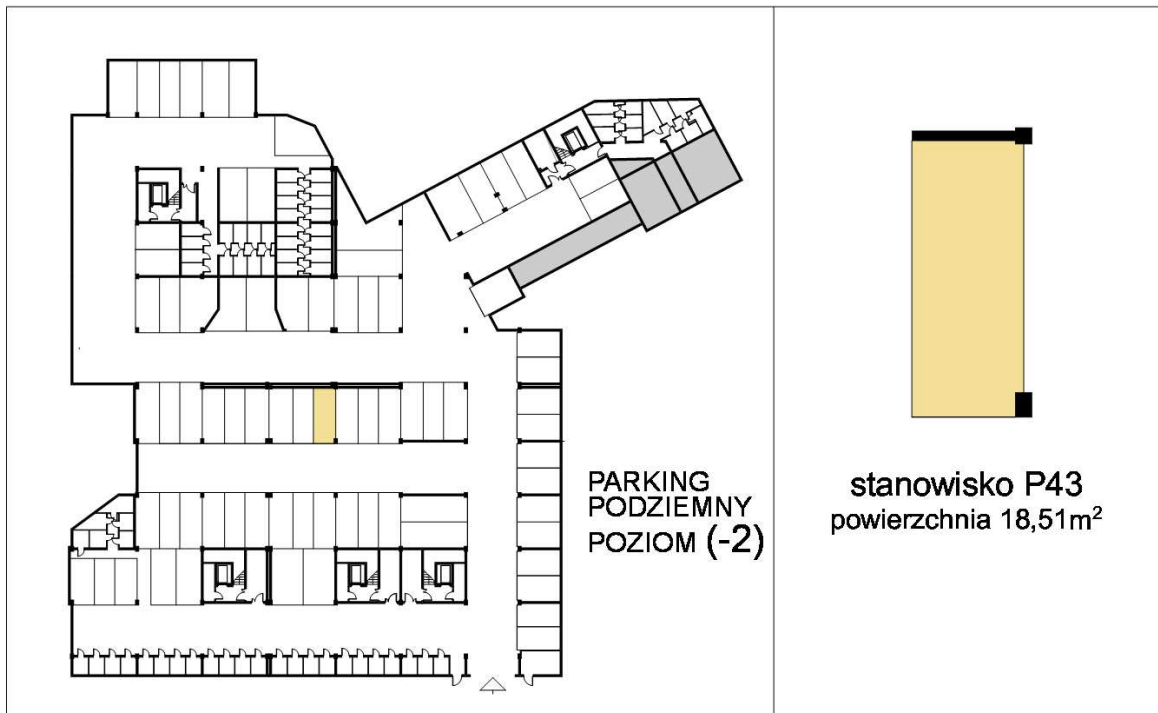 PARKING
PODZIEMNY
POZIOM (-2)
stanowisko P43
powierzchnia 18,51m²